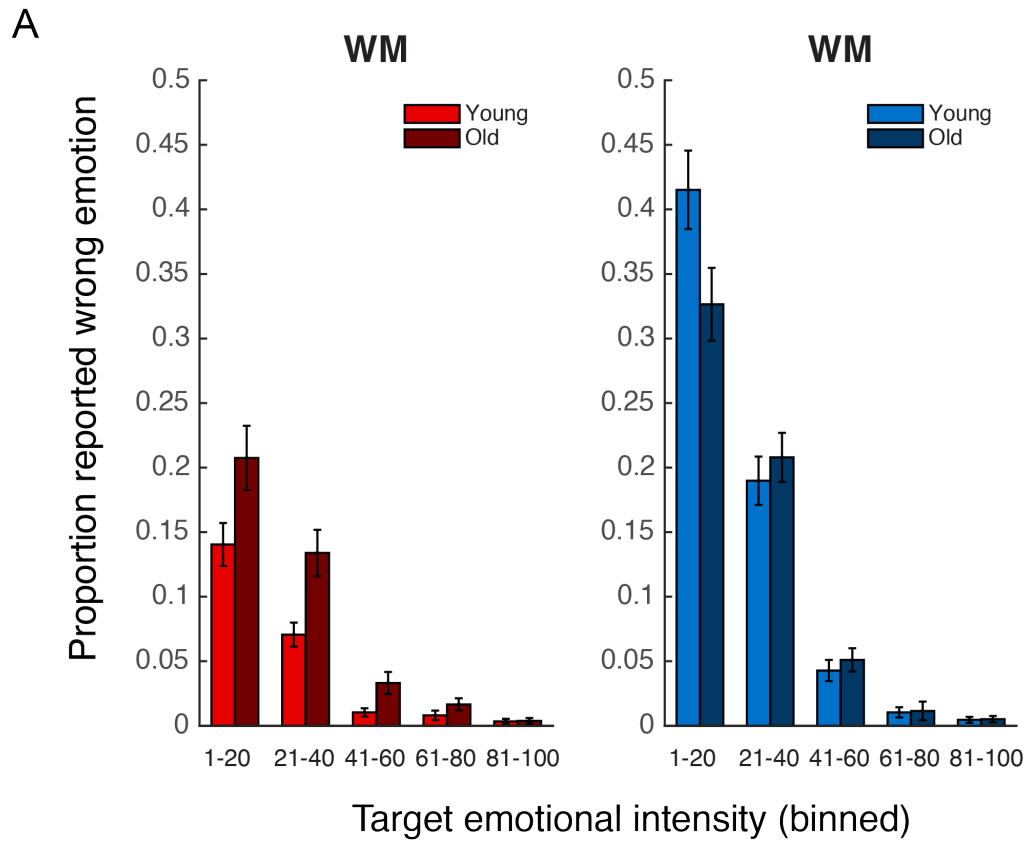 A
WM
0.5
0.45
0.4
0.35
0.3
0.25
0.2
0.15
0.1
0.05
0
Young
Old
1-20 21-40 41-60 61-80 81-100
WM
0.5
0.45
0.4
0.35
0.3
0.25
0.2
0.15
0.1
0.05
0
Young
Old
1-20 21-40 41-60 61-80 81-100
Proportion reported wrong emotion
Target emotional intensity (binned)